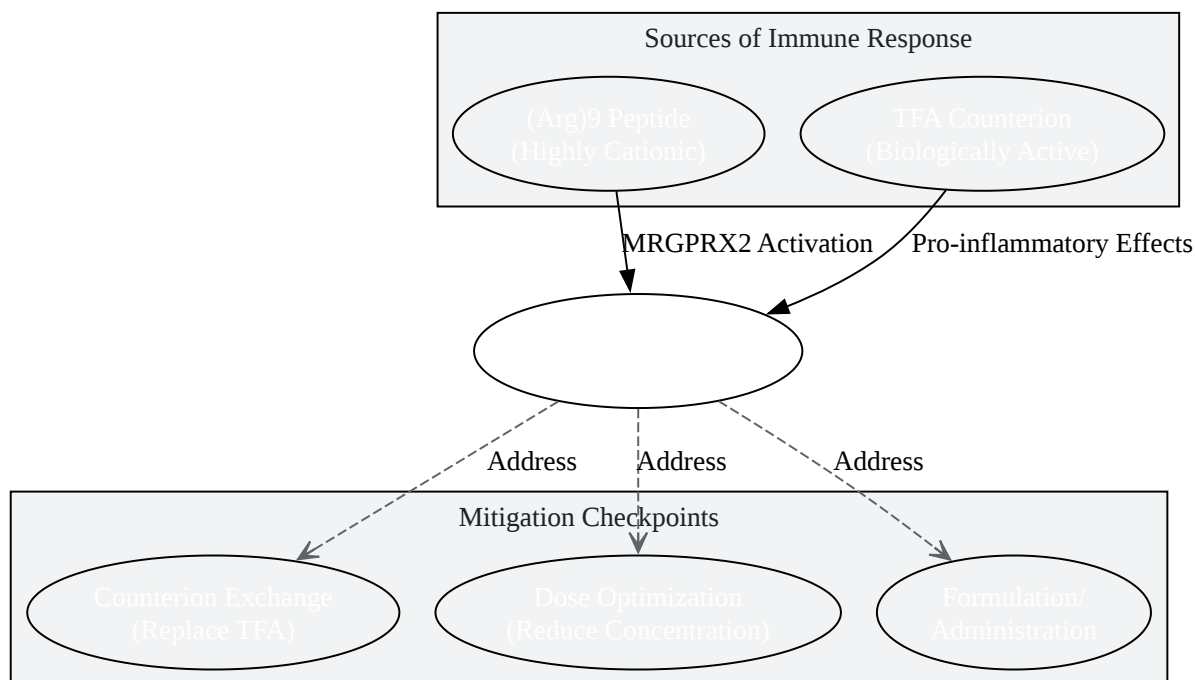 Sources of Immune Response
(Arg)9 Peptide
(Highly Cationic)
TFA Counterion
(Biologically Active)
MRGPRX2 Activation
Pro-inflammatory Effects
Address
Address
Address
Mitigation Checkpoints
Counterion Exchange
(Replace TFA)
Dose Optimization
(Reduce Concentration)
Formulation/
Administration